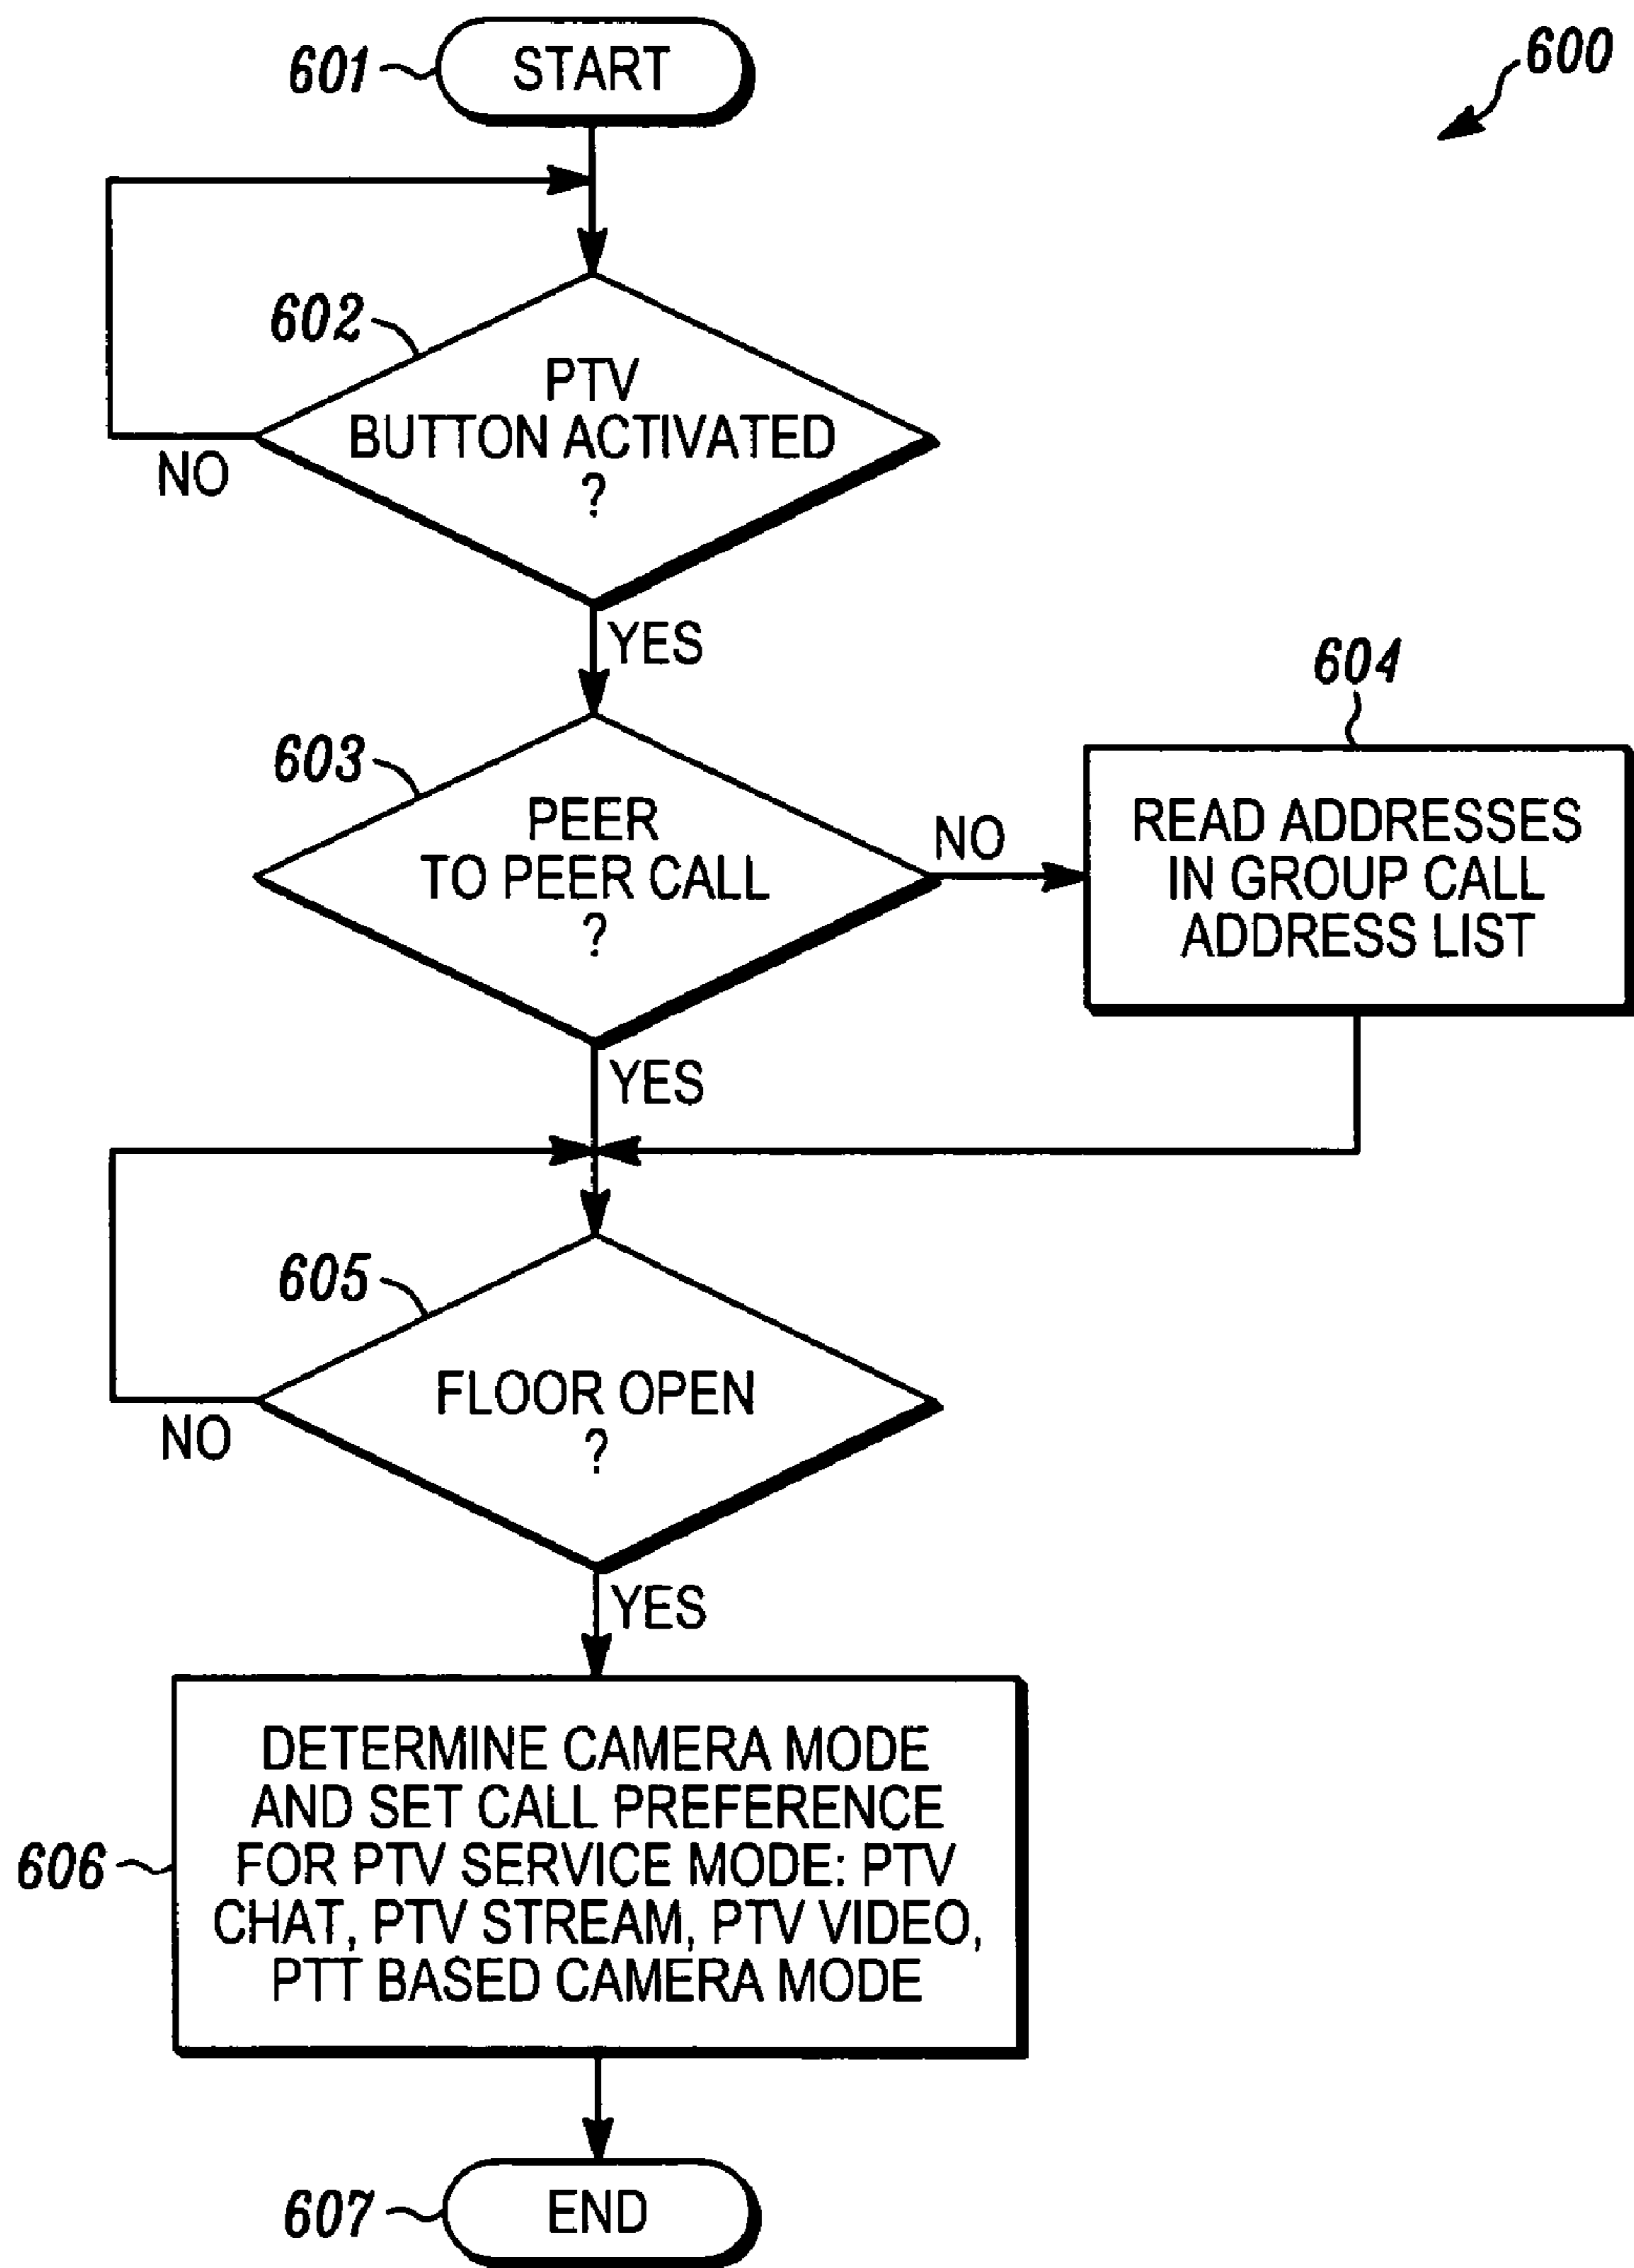 601
START
600
602
PTV
BUTTON ACTIVATED
?
NO
YES
603
PEER
TO PEER CALL
?
NO
604
READ ADDRESSES
IN GROUP CALL
ADDRESS LIST
YES
605
FLOOR OPEN
?
NO
YES
606
DETERMINE CAMERA MODE
AND SET CALL PREFERENCE
FOR PTV SERVICE MODE: PTV
CHAT, PTV STREAM, PTV VIDEO,
PTT BASED CAMERA MODE
607
END